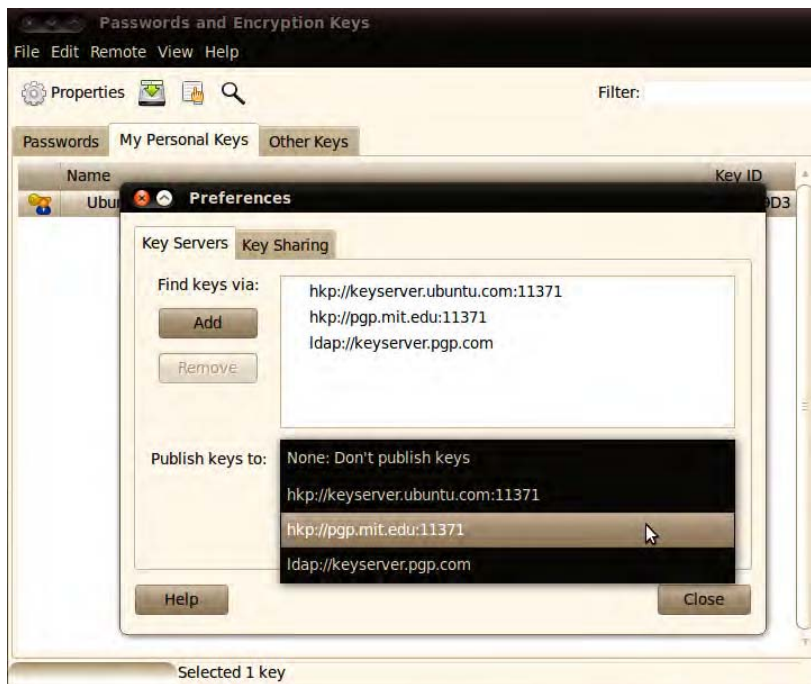 Passwords and Encryption Keys
File Edit Remote View Help
Properties
Filter:
Passwords My Personal Keys Other Keys
Name Key ID
Preferences
Key Servers Key Sharing
Find keys via:
Add
Remove
hkp://keyserver.ubuntu.com:11371
hkp://pgp.mit.edu:11371
ldap://keyserver.pgp.com
Publish keys to:
None: Don't publish keys
hkp://keyserver.ubuntu.com:11371
hkp://pgp.mit.edu:11371
ldap://keyserver.pgp.com
Help Close
Selected 1 key